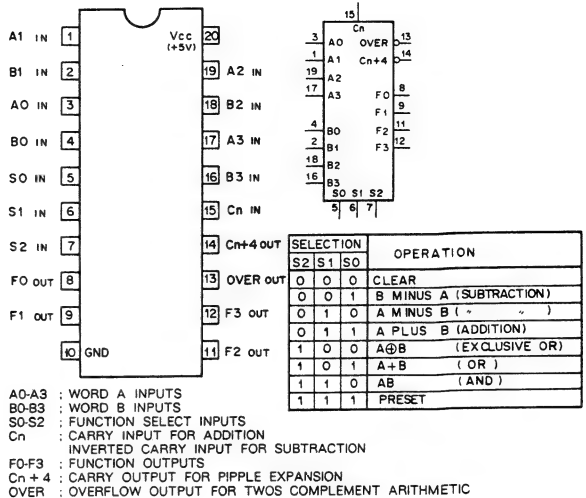 A1 IN 1
B1 IN 2
A0 IN 3
B0 IN 4
S0 IN 5
S1 IN 6
S2 IN 7
F0 OUT 8
F1 OUT 9
10 GND
Vcc 20
(+5V)
19 A2 IN
18 B2 IN
17 A3 IN
16 B3 IN
15 Cn IN
14 Cn+4 OUT
13 OVER OUT
12 F3 OUT
11 F2 OUT
15
Cn
3 A0 OVER 13
1 A1 Cn+4 14
19 A2
17 A3 F0 8
F1 9
4 B0 F2 11
2 B1 F3 12
18 B2
16 B3
S0 S1 S2
5 6 7
SELECTION OPERATION
S2 S1 S0
0 0 0 CLEAR
0 0 1 B MINUS A (SUBTRACTION)
0 1 0 A MINUS B ( " " )
0 1 1 A PLUS B (ADDITION)
1 0 0 A⊕B (EXCLUSIVE OR)
1 0 1 A+B ( OR )
1 1 0 AB ( AND )
1 1 1 PRESET
A0-A3 : WORD A INPUTS
B0-B3 : WORD B INPUTS
S0-S2 : FUNCTION SELECT INPUTS
Cn : CARRY INPUT FOR ADDITION
INVERTED CARRY INPUT FOR SUBTRACTION
F0-F3 : FUNCTION OUTPUTS
Cn + 4 : CARRY OUTPUT FOR PIPPLE EXPANSION
OVER : OVERFLOW OUTPUT FOR TWOS COMPLEMENT ARITHMETIC